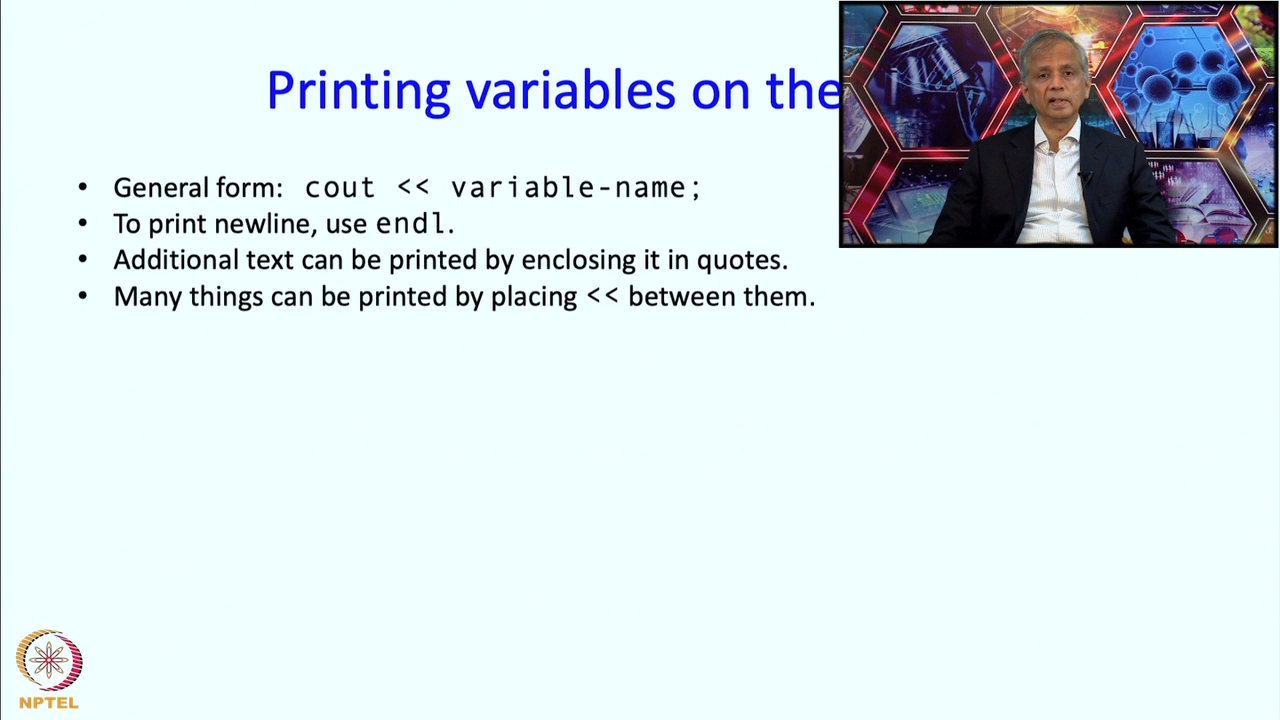 Printing variables on the
• General form: cout << variable-name;
• To print newline, use endl.
• Additional text can be printed by enclosing it in quotes.
• Many things can be printed by placing << between them.
NPTEL